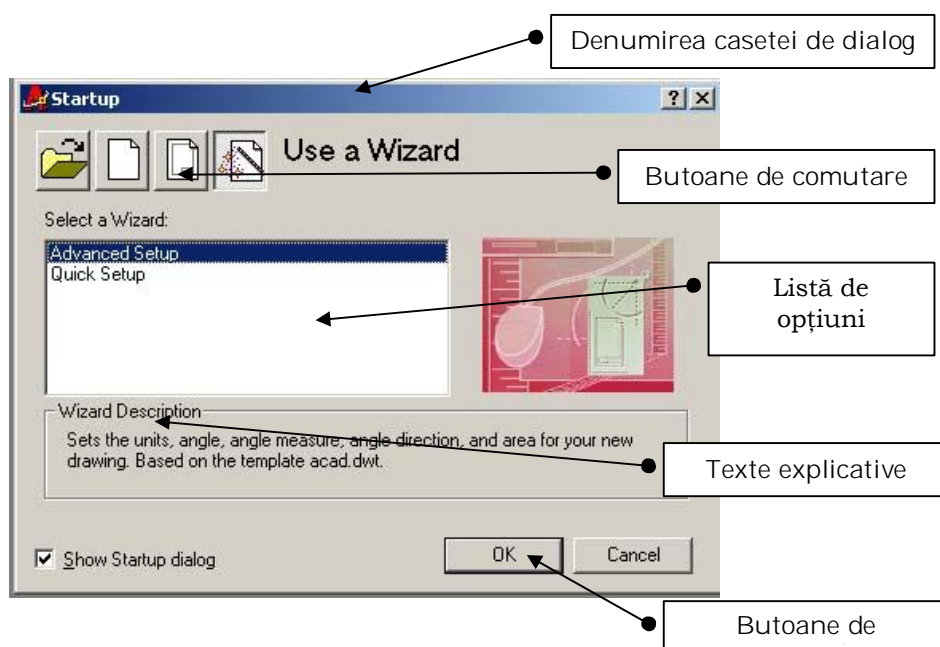 Denumirea casetei de dialog
Startup
Use a Wizard
Butoane de comutare
Select a Wizard:
Advanced Setup
Quick Setup
Listă de
opțiuni
Wizard Description
Sets the units, angle, angle measure, angle direction, and area for your new
drawing. Based on the template acad.dwt.
Texte explicative
Show Startup dialog
OK
Cancel
Butoane de